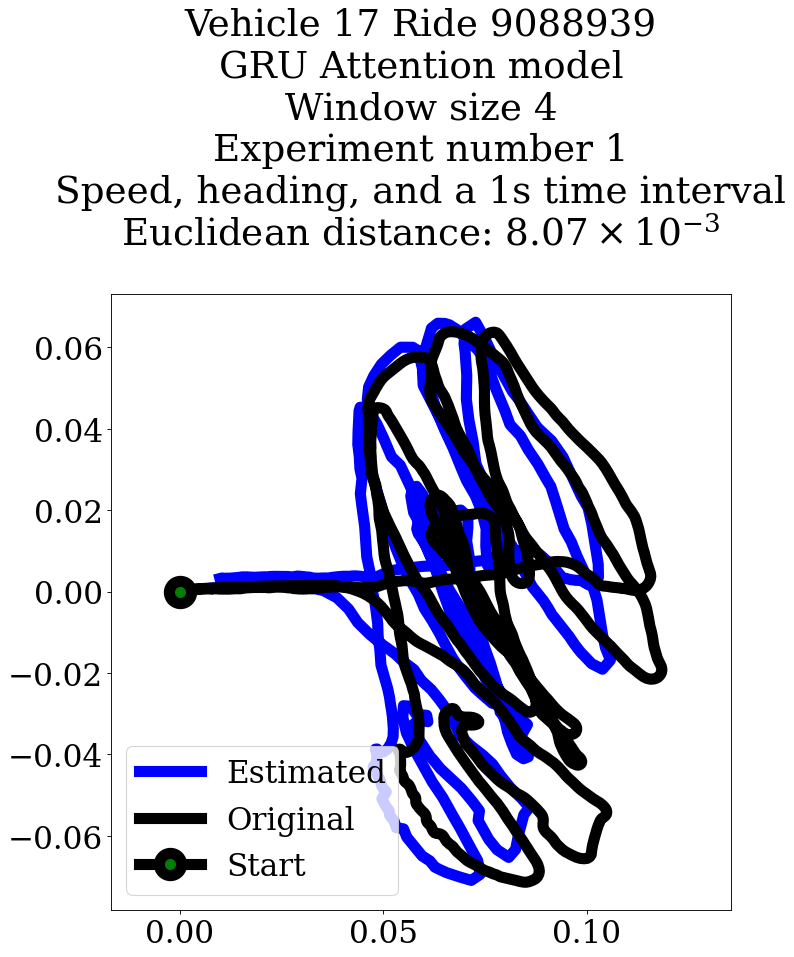 Vehicle 17 Ride 9088939
GRU Attention model
Window size 4
Experiment number 1
Speed, heading, and a 1s time interval
Euclidean distance: 8.07 × 10⁻³
0.06
0.04
0.02
0.00
−0.02
−0.04
−0.06
Estimated
Original
Start
0.00 0.05 0.10